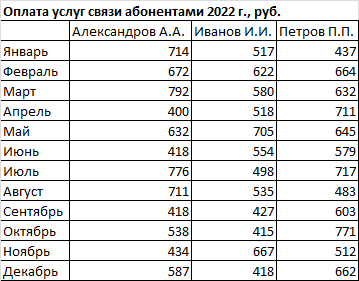 Оплата услуг связи абонентами 2022 г., руб.
Александров А.А. Иванов И.И. Петров П.П.
Январь 714 517 437
Февраль 672 622 664
Март 792 580 632
Апрель 400 518 711
Май 632 705 645
Июнь 418 554 579
Июль 776 498 717
Август 711 535 483
Сентябрь 418 427 603
Октябрь 538 415 771
Ноябрь 434 667 512
Декабрь 587 418 662